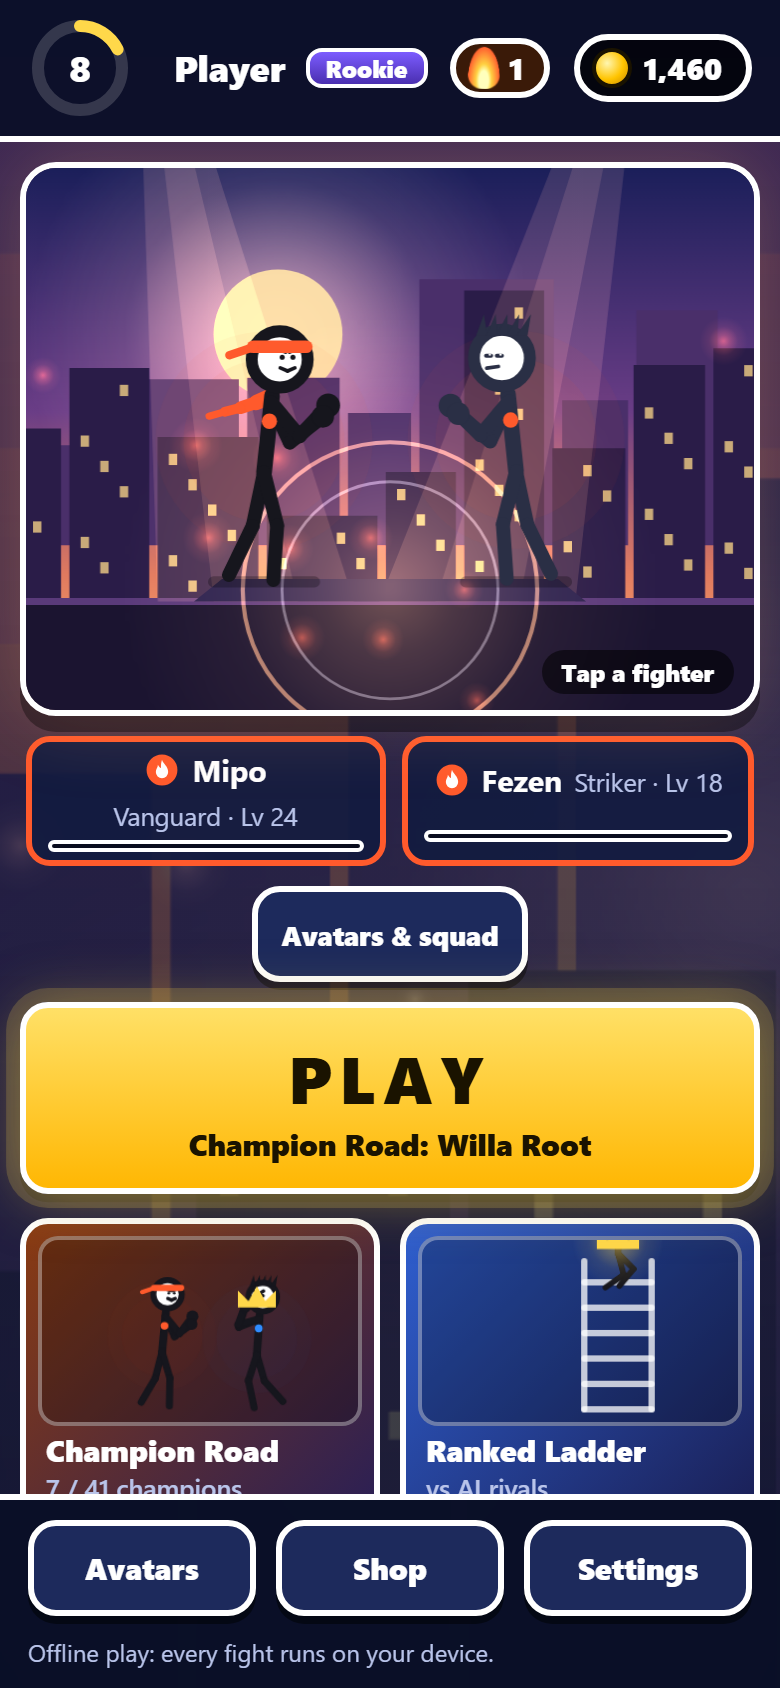 8
Player
Rookie
1
1,460
Tap a fighter
Mipo
Vanguard · Lv 24
Fezen Striker · Lv 18
Avatars & squad
PLAY
Champion Road: Willa Root
Champion Road
7 / 41 champions
Ranked Ladder
vs AI rivals
Avatars
Shop
Settings
Offline play: every fight runs on your device.